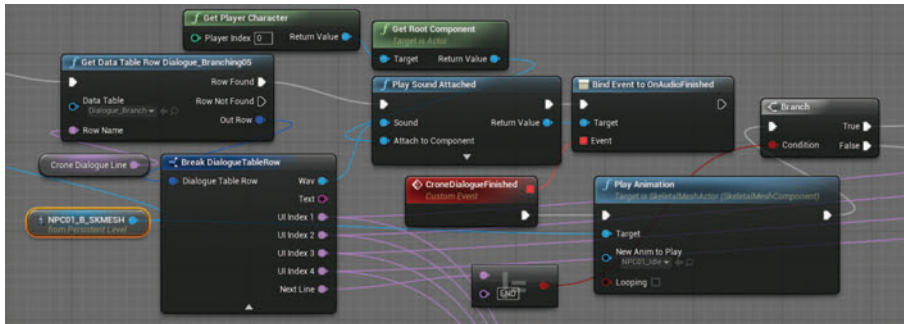 Get Player Character
Player Index 0 Return Value
Get Root Component
Target is Actor
Target Return Value
Get Data Table Row Dialogue_Branching05
Row Found
Data Table Row Not Found
Dialogue_Branch
Out Row
Row Name
Play Sound Attached
Sound Return Value
Attach to Component
Bind Event to OnAudioFinished
Target
Event
Branch
True
Condition False
Crone Dialogue Line
Break DialogueTableRow
Dialogue Table Row Wav
Text
UI Index 1
UI Index 2
UI Index 3
UI Index 4
Next Line
CroneDialogueFinished
Custom Event
NPC01_B_SKMESH
from Persistent Level
Play Animation
Target is SkeletalMeshActor (SkeletalMeshComponent)
Target
New Anim to Play
NPC01_Idle
Looping
!=
END